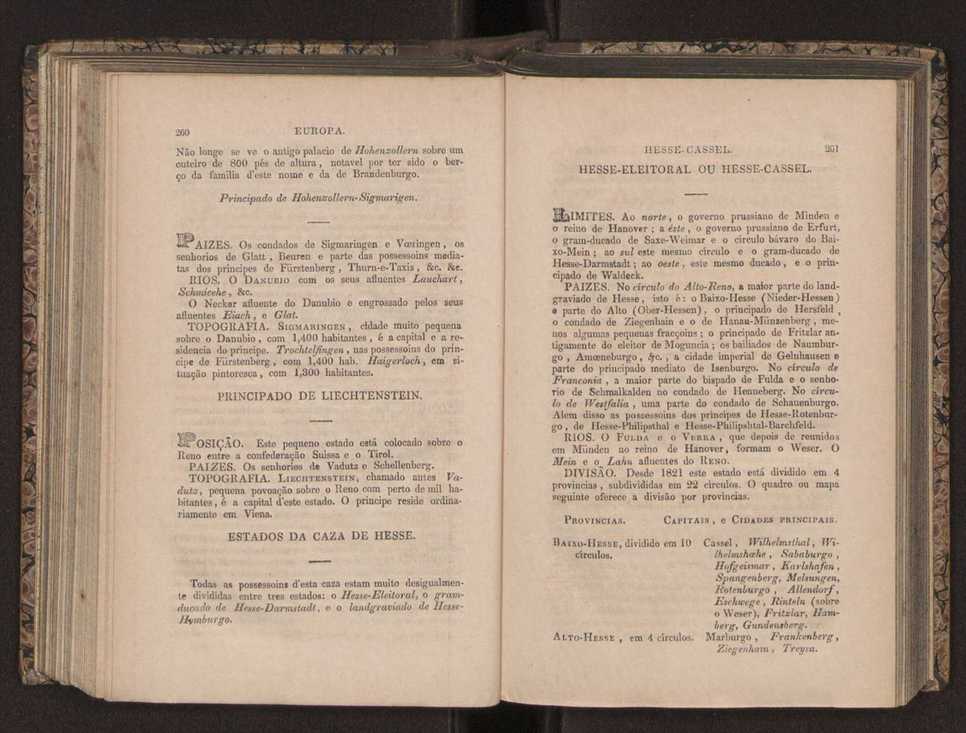 260 EUROPA.
Não longe se ve o antigo palacio de Hohenzollern sobre um
outeiro de 800 pés de altura, notavel por ter sido o ber-
ço da familia d'este nome e da de Brandenburgo.
Principado de Hohenzollern-Sigmarigen.
PAIZES. Os condados de Sigmaringen e Vœringen, os
senhorios de Glatt, Beuren e parte das possessoins media-
tas dos principes de Fürstenberg, Thurn-e-Taxis, &c. &c.
RIOS. O DANUBIO com os seus afluentes Lauchart,
Schmicehe, &c.
O Neckar afluente do Danubio e engrossado pelos seus
afluentes Eiach, e Glat.
TOPOGRAFIA. SIGMARINGEN, cidade muito pequena
sobre o Danubio, com 1,400 habitantes, é a capital e a re-
sidencia do principe. Trochtelfingen, nas possessoins do prin-
cipe de Fürstenberg, com 1,400 hab. Haigerloch, em si-
tuação pintoresca, com 1,300 habitantes.
PRINCIPADO DE LIECHTENSTEIN.
POSIÇÃO. Este pequeno estado está colocado sobre o
Reno entre a confederação Suissa e o Tirol.
PAIZES. Os senhorios de Vadutz e Schellenberg.
TOPOGRAFIA. LIECHTENSTEIN, chamado antes Va-
dutz, pequena povoação sobre o Reno com perto de mil ha-
bitantes, é a capital d'este estado. O principe reside ordina-
riamente em Viena.
ESTADOS DA CAZA DE HESSE.
Todas as possessoins d'esta caza estam muito desigualmen-
te divididas entre tres estados: o Hesse-Eleitoral, o gram-
ducado de Hesse-Darmstadt, e o landgraviado de Hesse-
Homburgo.
HESSE-CASSEL. 261
HESSE-ELEITORAL OU HESSE-CASSEL.
LIMITES. Ao norte, o governo prussiano de Minden e
o reino de Hanover; a éste, o governo prussiano de Erfurt,
o gram-ducado de Saxe-Weimar e o circulo bávaro do Bai-
xo-Mein; ao sul este mesmo circulo e o gram-ducado de
Hesse-Darmstadt; ao oeste, este mesmo ducado, e o prin-
cipado de Waldeck.
PAIZES. No circulo do Alto-Reno, a maior parte do land-
graviado de Hesse, isto é: o Baixo-Hesse (Nieder-Hessen)
e parte do Alto (Ober-Hessen), o principado de Hersfeld,
o condado de Ziegenhain e o de Hanau-Münzenberg, me-
nos algumas pequenas fracçoins; o principado de Fritzlar an-
tigamente do eleitor de Moguncia; os bailiados de Naumbur-
go, Amœneburgo, &c., a cidade imperial de Gelnhausen e
parte do principado mediato de Isenburgo. No circulo de
Franconia, a maior parte do bispado de Fulda e o senho-
rio de Schmalkalden no condado de Henneberg. No circu-
lo de Westfalia, uma parte do condado de Schauenburgo.
Alem disso as possessoins dos principes de Hesse-Rotenbur-
go, de Hesse-Philipsthal e Hesse-Philipshtal-Barchfeld.
RIOS. O FULDA e o VERRA, que depois de reunidos
em Münden no reino de Hanover, formam o Weser. O
Mein e o Lahn afluentes do RENO.
DIVISÃO. Desde 1821 este estado está dividido em 4
provincias, subdivididas em 22 circulos. O quadro ou mapa
seguinte oferece a divisão por provincias.
PROVINCIAS. CAPITAIS, e CIDADES PRINCIPAIS.
BAIXO-HESSE, dividido em 10 Cassel, Wilhelmsthal, Wi-
circulos. lhelmshœhe, Sababurgo,
Hofgeismar, Karlshafen,
Spangenberg, Melsungen,
Rotenburgo, Allendorf,
Eschwege, Rinteln (sobre
o Weser), Fritzlar, Ham-
berg, Gundensberg.
ALTO-HESSE, em 4 circulos. Marburgo, Frankenberg,
Ziegenham, Treysa.